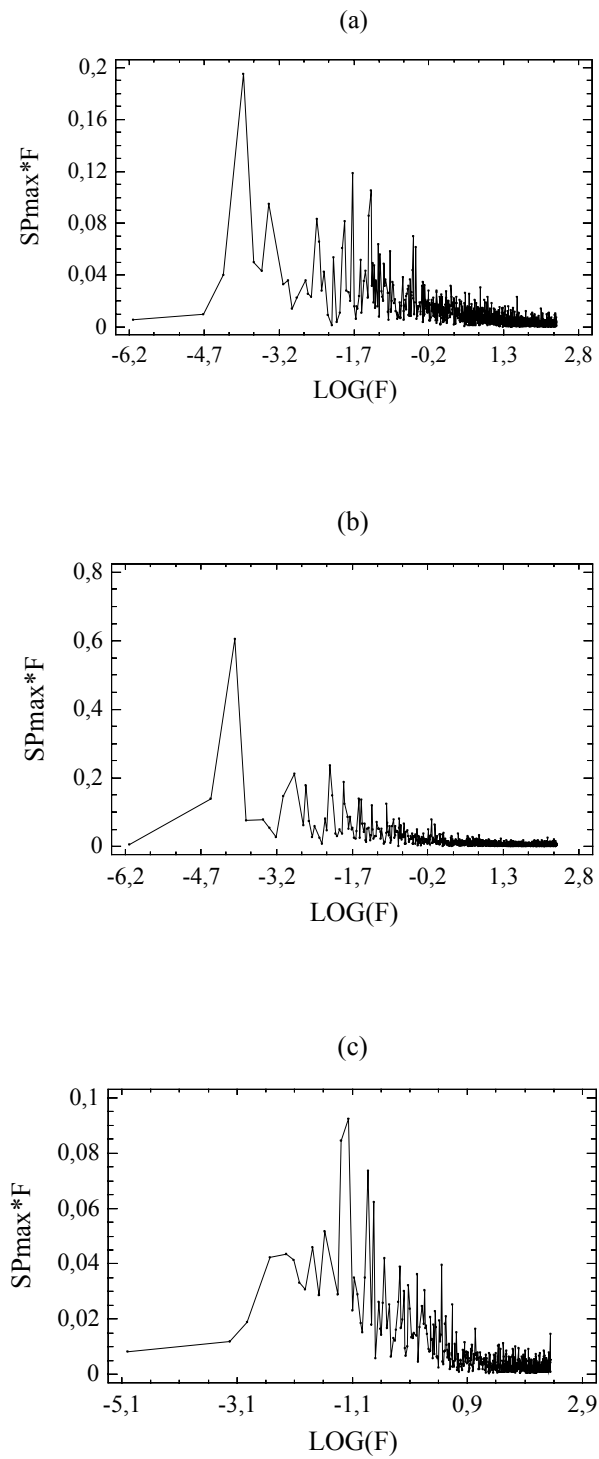 (a)
SPmax*F
0,2
0,16
0,12
0,08
0,04
0
-6,2 -4,7 -3,2 -1,7 -0,2 1,3 2,8
LOG(F)
(b)
SPmax*F
0,8
0,6
0,4
0,2
0
-6,2 -4,7 -3,2 -1,7 -0,2 1,3 2,8
LOG(F)
(c)
SPmax*F
0,1
0,08
0,06
0,04
0,02
0
-5,1 -3,1 -1,1 0,9 2,9
LOG(F)